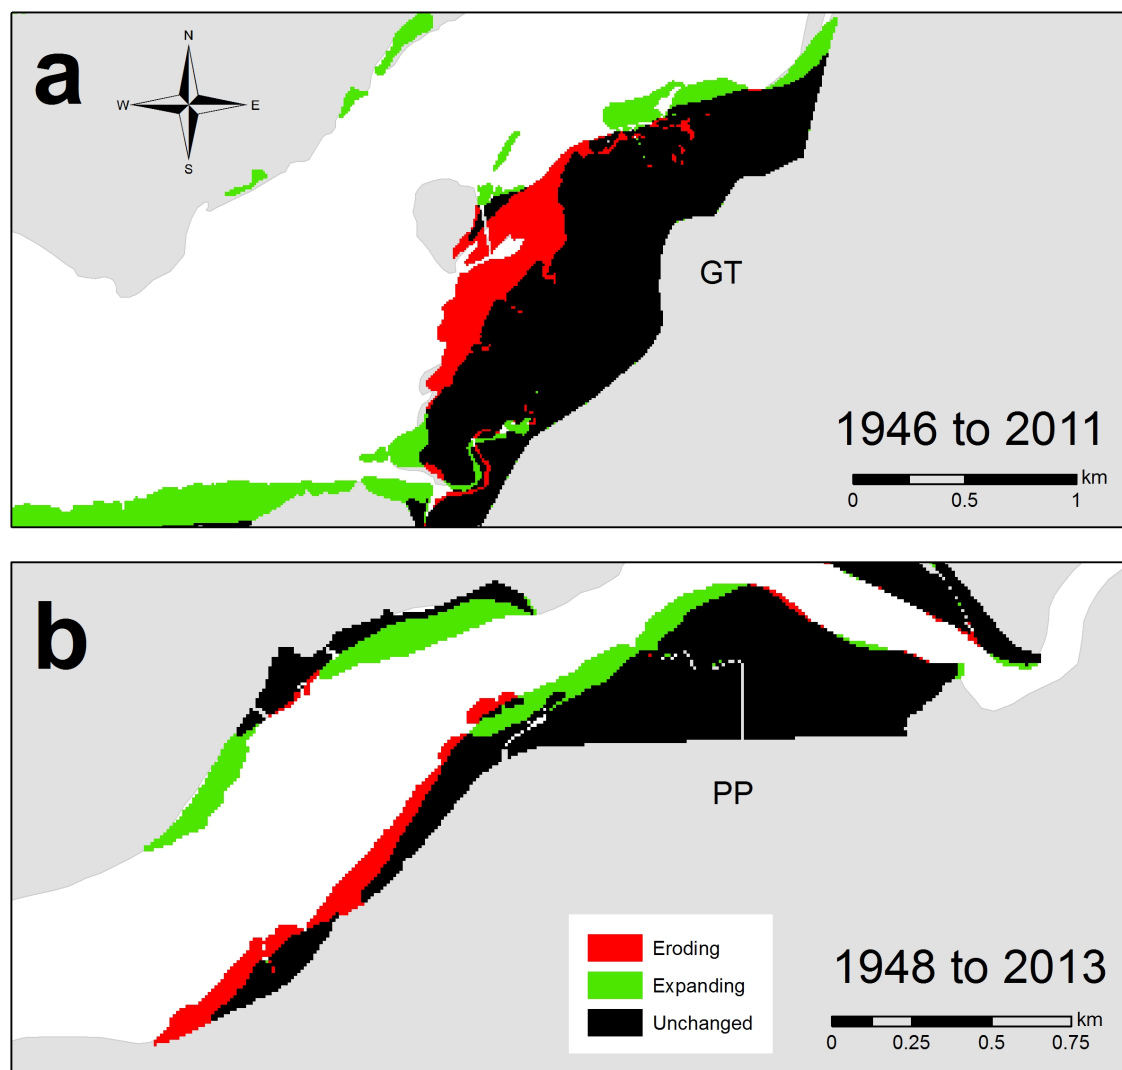 a
N
W E
S
GT
1946 to 2011
km
0 0.5 1
b
PP
Eroding
Expanding
Unchanged
1948 to 2013
km
0 0.25 0.5 0.75